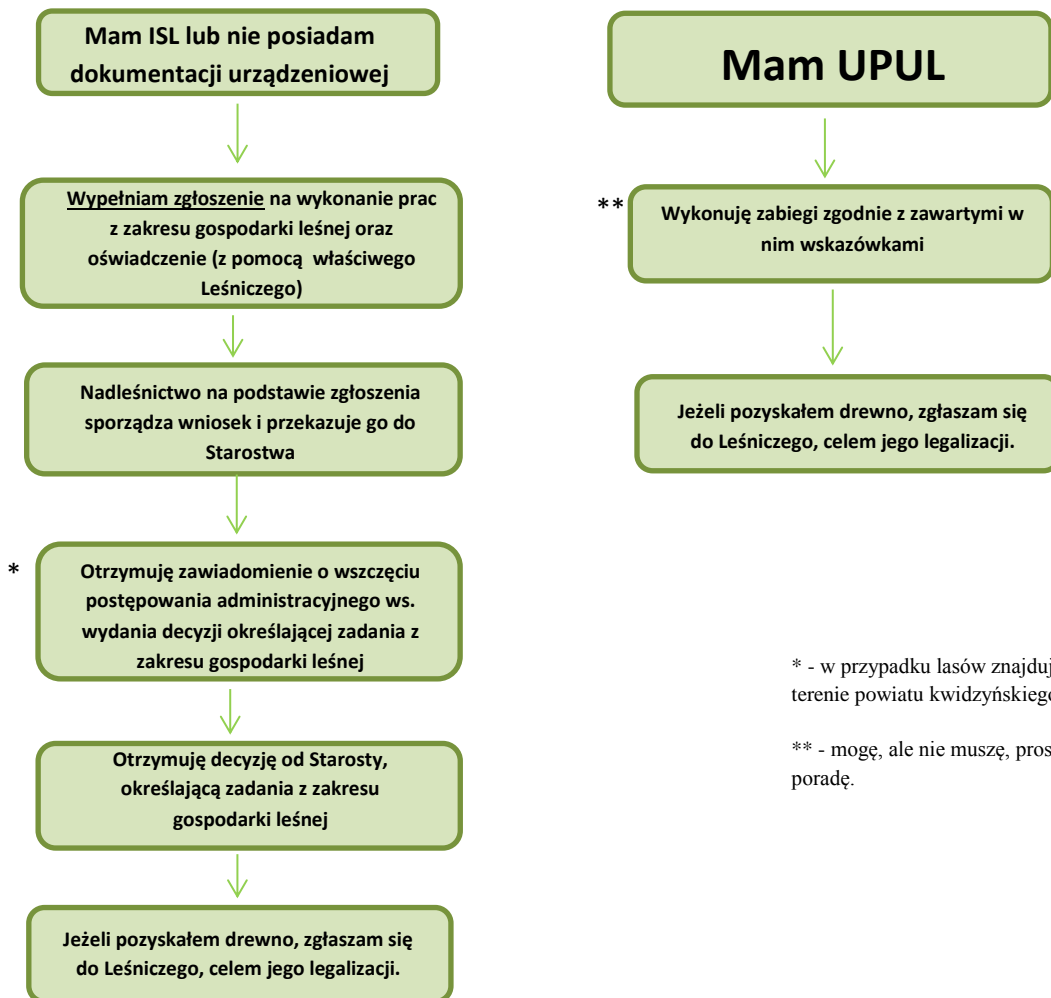 Mam ISL lub nie posiadam
dokumentacji urządzeniowej
Wypełniam zgłoszenie na wykonanie prac
z zakresu gospodarki leśnej oraz
oświadczenie (z pomocą właściwego
Leśniczego)
Nadleśnictwo na podstawie zgłoszenia
sporządza wniosek i przekazuje go do
Starostwa
*
Otrzymuję zawiadomienie o wszczęciu
postępowania administracyjnego ws.
wydania decyzji określającej zadania z
zakresu gospodarki leśnej
Otrzymuję decyzję od Starosty,
określającą zadania z zakresu
gospodarki leśnej
Jeżeli pozyskałem drewno, zgłaszam się
do Leśniczego, celem jego legalizacji.
Mam UPUL
**
Wykonuję zabiegi zgodnie z zawartymi w
nim wskazówkami
Jeżeli pozyskałem drewno, zgłaszam się
do Leśniczego, celem jego legalizacji.
* - w przypadku lasów
terenie powiatu
** - mogę, ale nie muszę,
poradę.